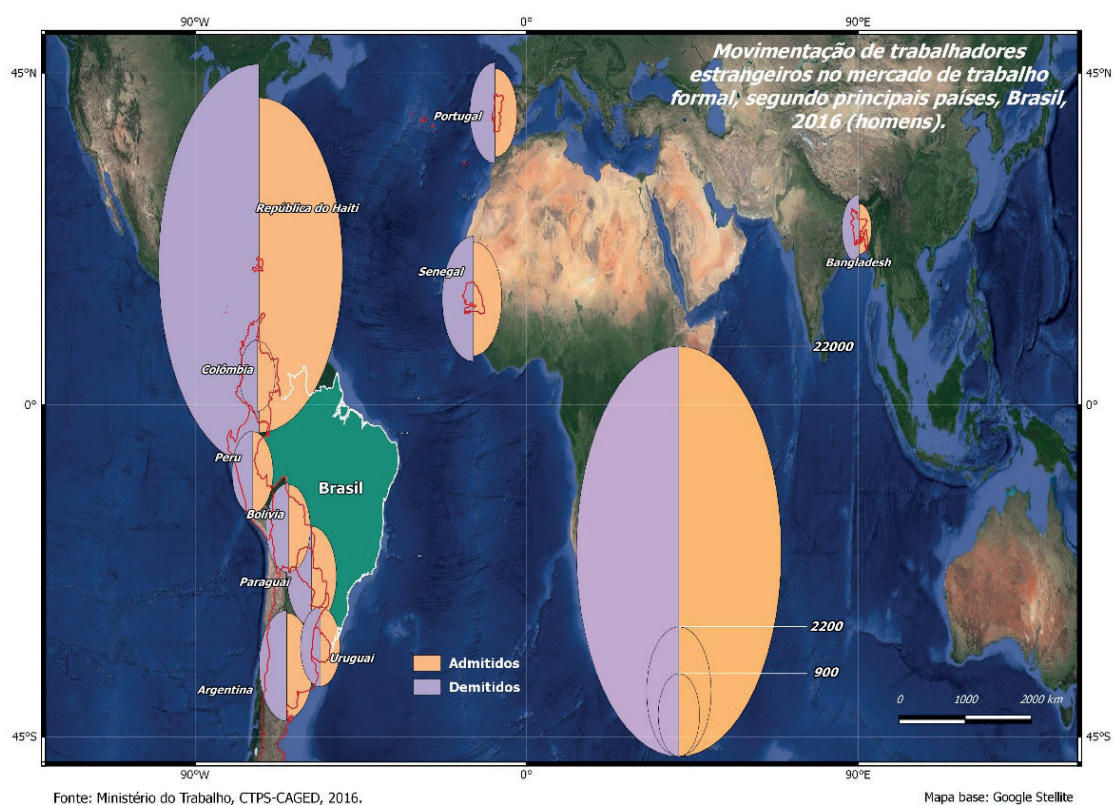 90°W
0°
90°E
45°N
45°N
Movimentação de trabalhadores
estrangeiros no mercado de trabalho
formal, segundo principais países, Brasil,
2016 (homens).
Portugal
República do Haiti
Senegal
Bangladesh
22000
Colômbia
0°
0°
Peru
Brasil
Bolívia
Paraguai
2200
Uruguai
Admitidos
900
Argentina
Demitidos
0 1000 2000 km
45°S
45°S
90°W
0°
90°E
Fonte: Ministério do Trabalho, CTPS-CAGED, 2016.
Mapa base: Google Stellite